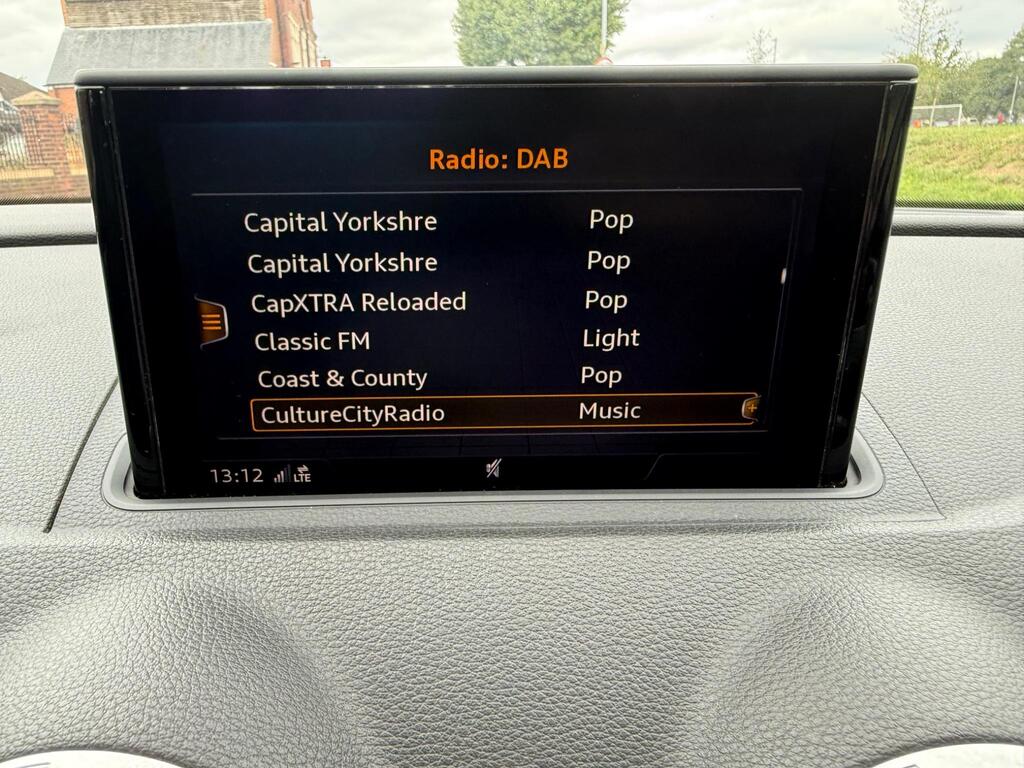 Radio: DAB
Capital Yorkshre Pop
Capital Yorkshre Pop
CapXTRA Reloaded Pop
Classic FM Light
Coast & County Pop
CultureCityRadio Music
13:12 LTE